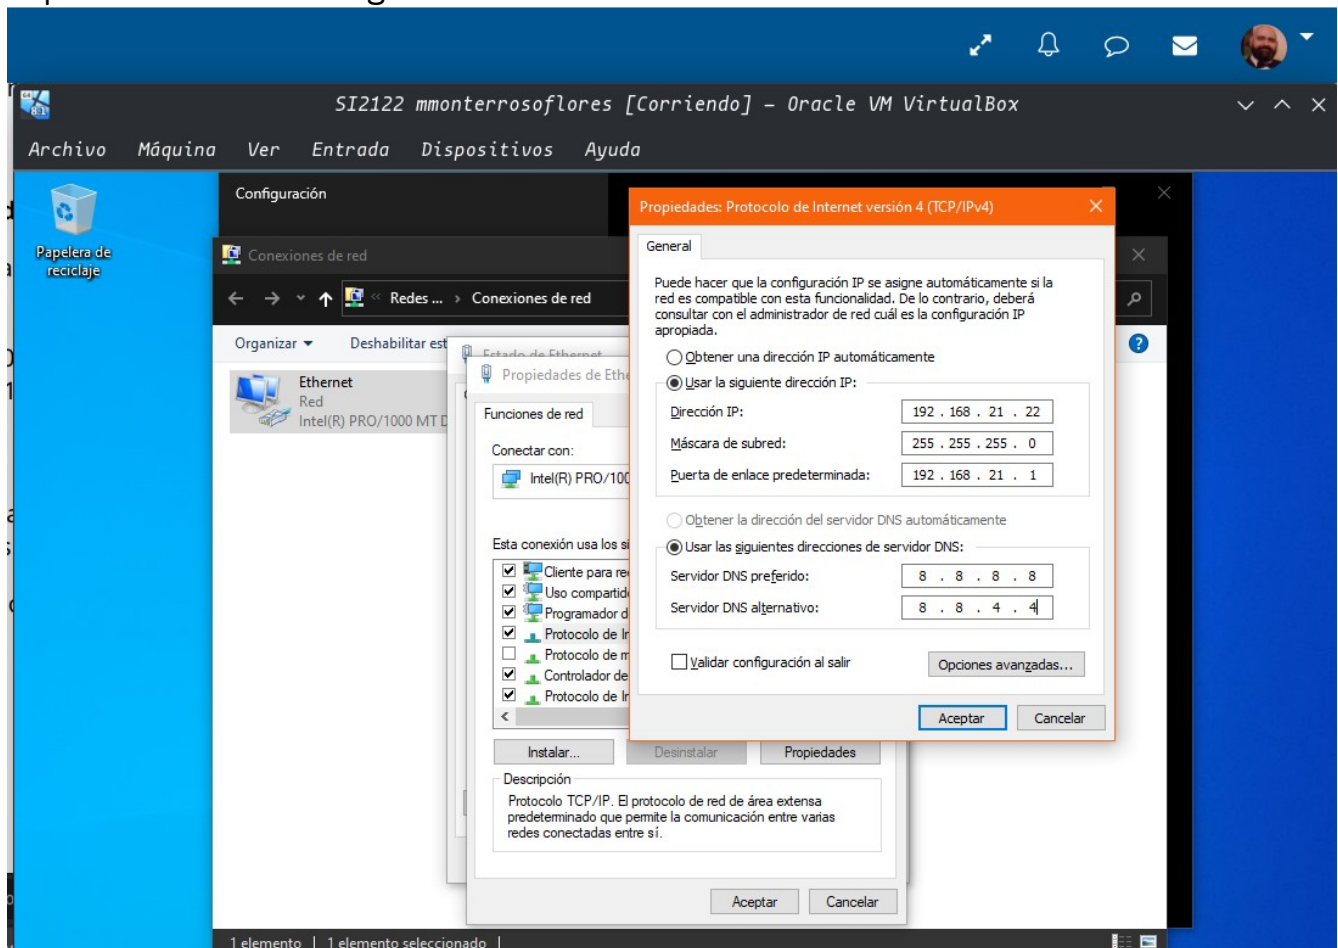 SI2122 mmonterrosoflores [Corriendo] – Oracle VM VirtualBox
Archivo Máquina Ver Entrada Dispositivos Ayuda
Papelera de
reciclaje
Configuración
Conexiones de red
Redes ... › Conexiones de red
Organizar Deshabilitar est
Ethernet
Red
Intel(R) PRO/1000 MT D
Estado de Ethernet
Propiedades de Ethe
Funciones de red
Conectar con:
Intel(R) PRO/100
Esta conexión usa los si
Cliente para re
Uso compartid
Programador d
Protocolo de In
Protocolo de m
Controlador de
Protocolo de In
Instalar... Desinstalar Propiedades
Descripción
Protocolo TCP/IP. El protocolo de red de área extensa
predeterminado que permite la comunicación entre varias
redes conectadas entre sí.
Aceptar Cancelar
Propiedades: Protocolo de Internet versión 4 (TCP/IPv4)
General
Puede hacer que la configuración IP se asigne automáticamente si la
red es compatible con esta funcionalidad. De lo contrario, deberá
consultar con el administrador de red cuál es la configuración IP
apropiada.
Obtener una dirección IP automáticamente
Usar la siguiente dirección IP:
Dirección IP: 192 . 168 . 21 . 22
Máscara de subred: 255 . 255 . 255 . 0
Puerta de enlace predeterminada: 192 . 168 . 21 . 1
Obtener la dirección del servidor DNS automáticamente
Usar las siguientes direcciones de servidor DNS:
Servidor DNS preferido: 8 . 8 . 8 . 8
Servidor DNS alternativo: 8 . 8 . 4 . 4
Validar configuración al salir Opciones avanzadas...
Aceptar Cancelar
1 elemento | 1 elemento seleccionado |